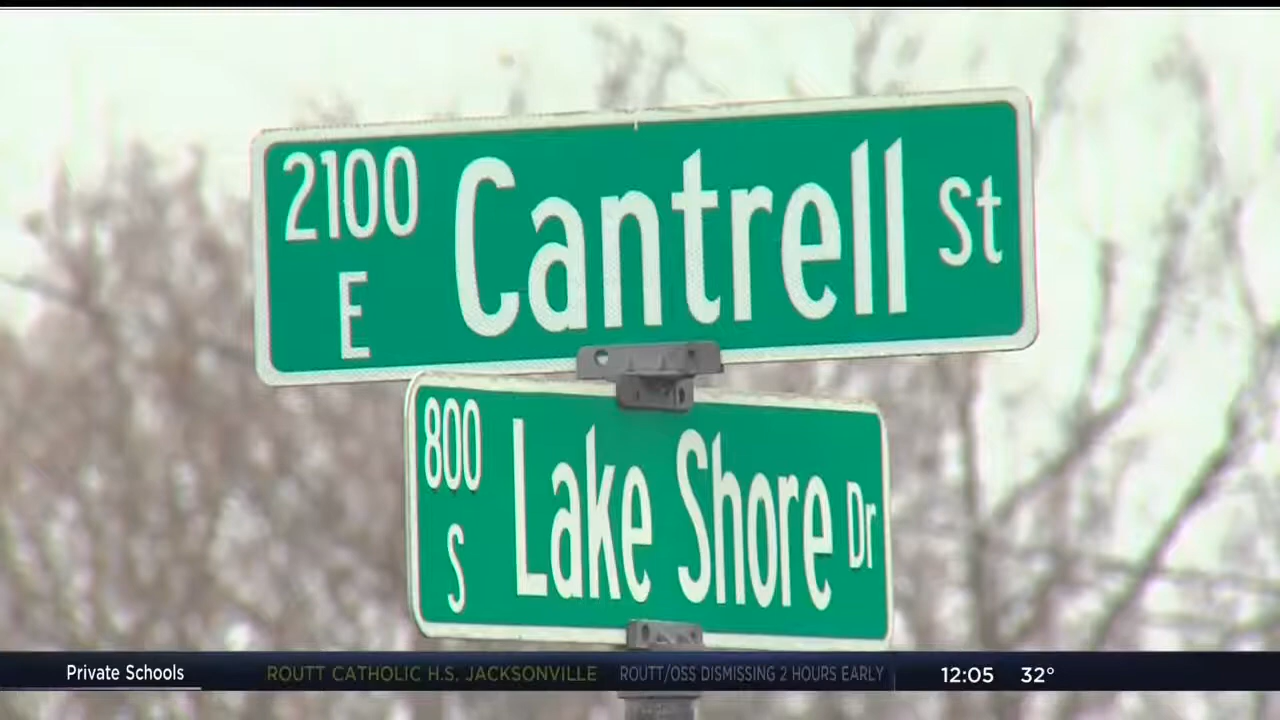 2100 E Cantrell St
800 S Lake Shore Dr
Private Schools ROUTT CATHOLIC H.S. JACKSONVILLE ROUTT/OSS DISMISSING 2 HOURS EARLY 12:05 32°